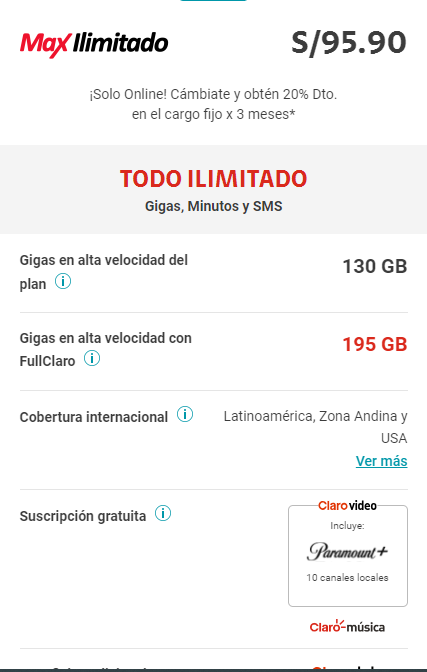 Max Ilimitado
S/95.90
¡Solo Online! Cámbiate y obtén 20% Dto.
en el cargo fijo x 3 meses*
TODO ILIMITADO
Gigas, Minutos y SMS
Gigas en alta velocidad del
plan
130 GB
Gigas en alta velocidad con
FullClaro
195 GB
Cobertura internacional
Latinoamérica, Zona Andina y
USA
Ver más
Suscripción gratuita
Claro video
Incluye:
Paramount+
10 canales locales
Claro música